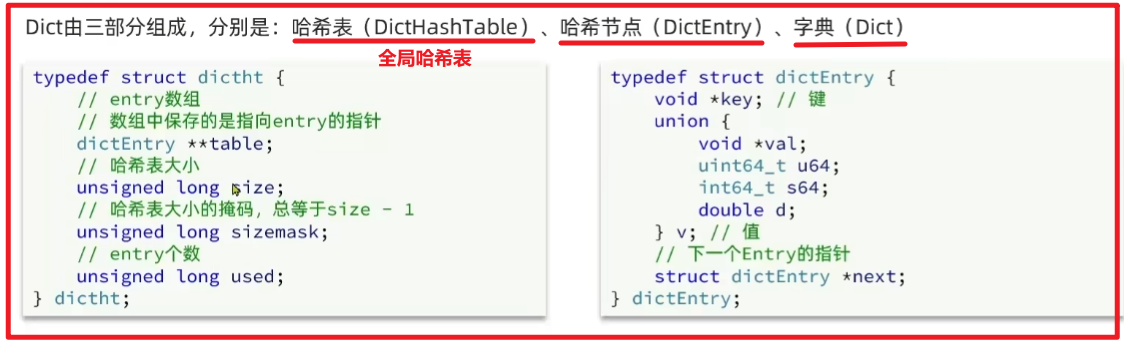 Dict由三部分组成，分别是：哈希表（DictHashTable）、哈希节点（DictEntry）、字典（Dict）
全局哈希表
typedef struct dictht {
// entry数组
// 数组中保存的是指向entry的指针
dictEntry **table;
// 哈希表大小
unsigned long size;
// 哈希表大小的掩码，总等于size - 1
unsigned long sizemask;
// entry个数
unsigned long used;
} dictht;
typedef struct dictEntry {
void *key; // 键
union {
void *val;
uint64_t u64;
int64_t s64;
double d;
} v; // 值
// 下一个Entry的指针
struct dictEntry *next;
} dictEntry;